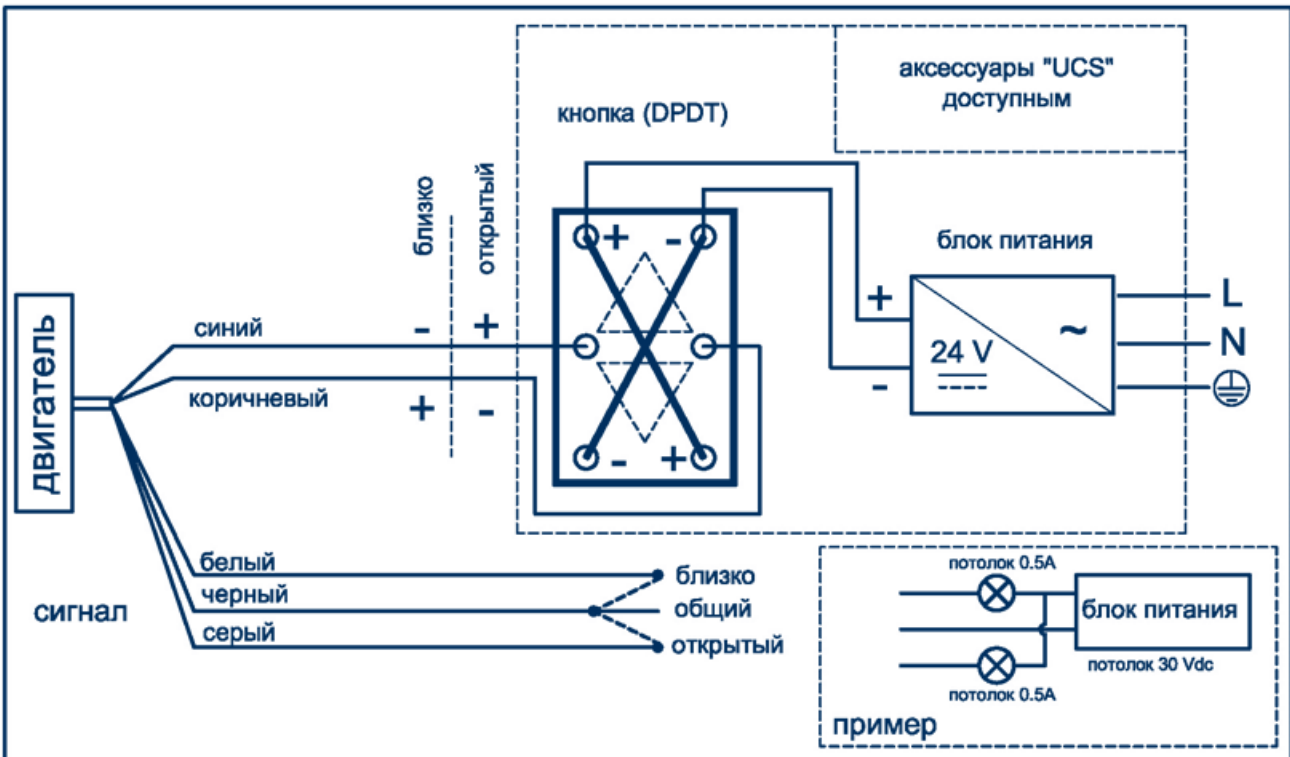 аксессуары "UCS"
доступным
кнопка (DPDT)
близко
открытый
блок питания
+ -
+
L
синий
- +
24 V
~
N
коричневый
-
+ -
- +
двигатель
белый
близко
черный
общий
сигнал
серый
открытый
потолок 0.5A
блок питания
потолок 30 Vdc
потолок 0.5A
пример